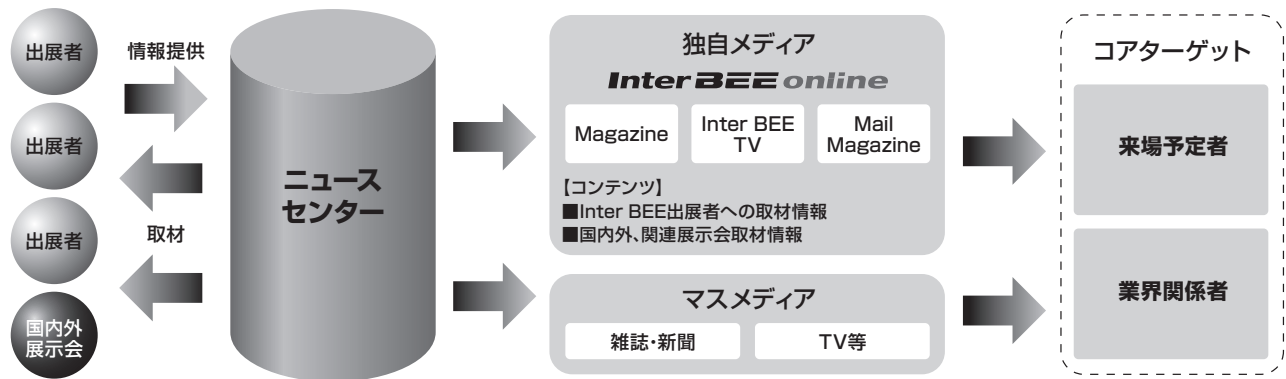 出展者
出展者
出展者
国内外
展示会
情報提供
取材
ニュース
センター
独自メディア
Inter BEE online
Magazine
Inter BEE
TV
Mail
Magazine
【コンテンツ】
■Inter BEE出展者への取材情報
■国内外、関連展示会取材情報
マスメディア
雑誌・新聞
TV等
コアターゲット
来場予定者
業界関係者